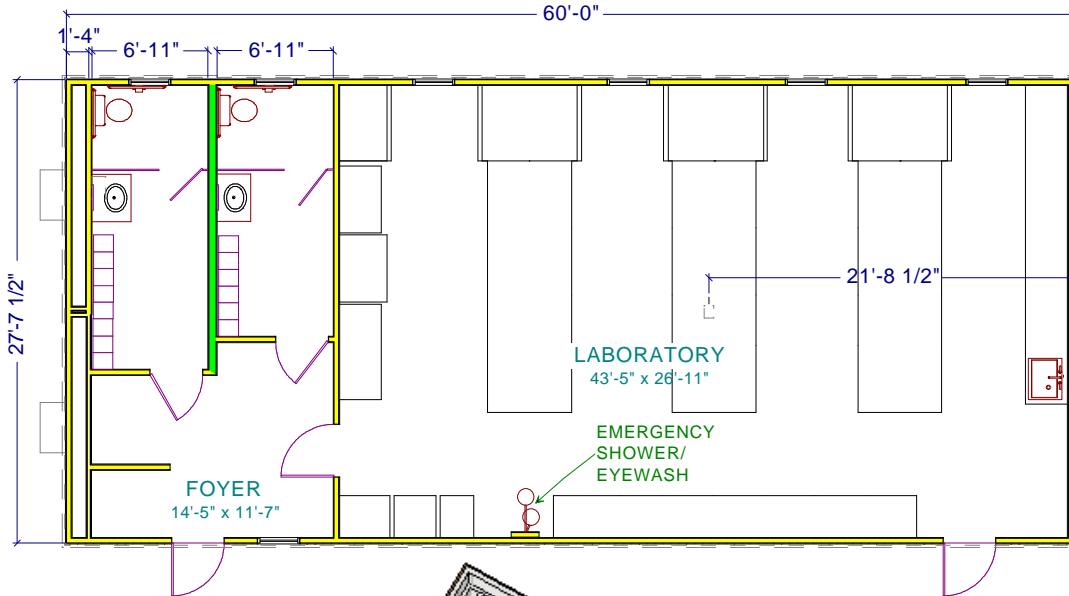 60'-0"
1'-4"
6'-11"
6'-11"
27'-7 1/2"
21'-8 1/2"
LABORATORY
43'-5" x 26'-11"
EMERGENCY
SHOWER/
EYEWASH
FOYER
14'-5" x 11'-7"